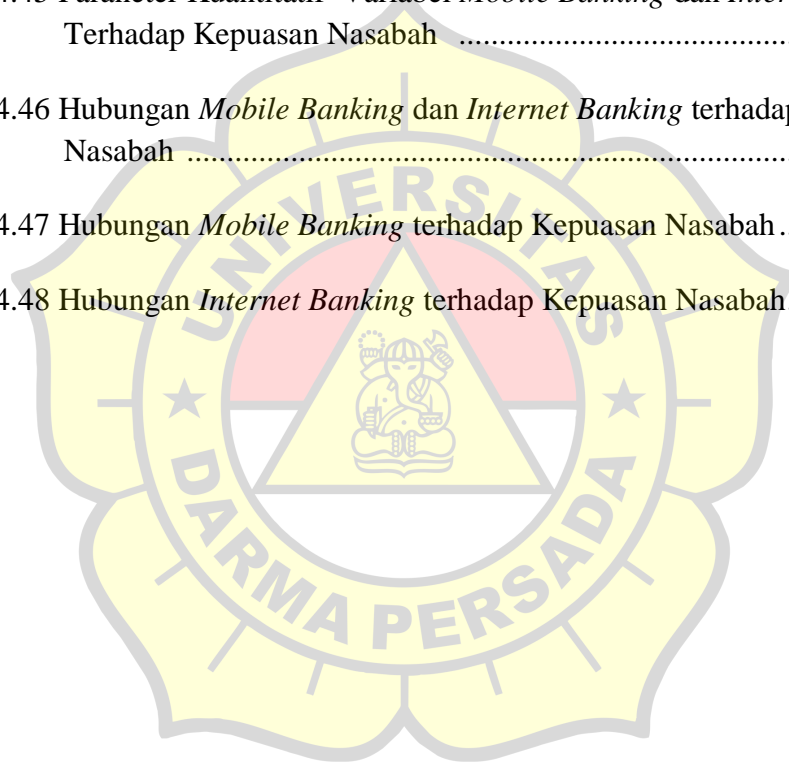 Terhadap Kepuasan Nasabah ..........................................
4.46 Hubungan Mobile Banking dan Internet Banking terhadap
Nasabah .............................................................................
4.47 Hubungan Mobile Banking terhadap Kepuasan Nasabah ..
4.48 Hubungan Internet Banking terhadap Kepuasan Nasabah.
UNIVERSITAS
DARMA PERSADA